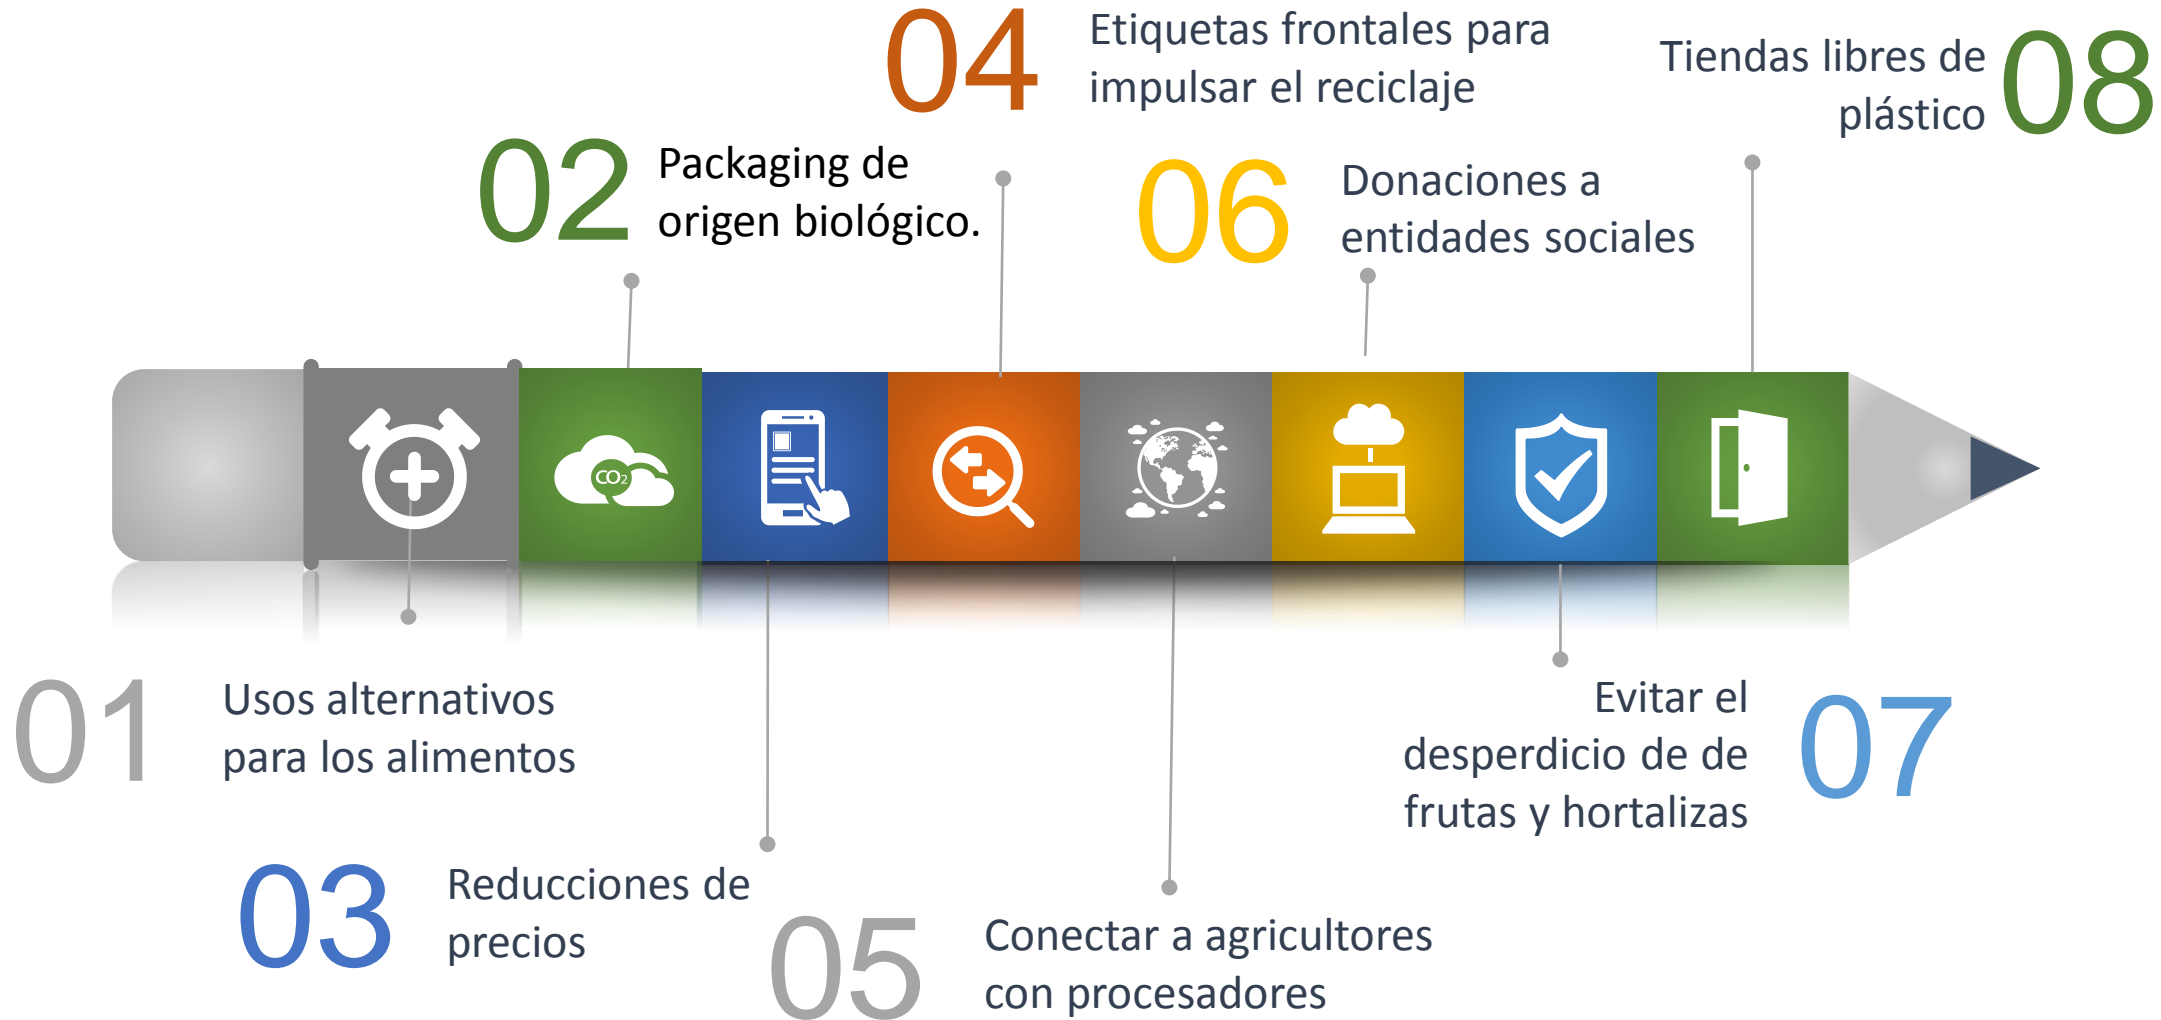 04
Etiquetas frontales para
impulsar el reciclaje
Tiendas libres de
plástico
08
02
Packaging de
origen biológico.
06
Donaciones a
entidades sociales
CO2
01
Usos alternativos
para los alimentos
Evitar el
desperdicio de de
frutas y hortalizas
07
03
Reducciones de
precios
05
Conectar a agricultores
con procesadores